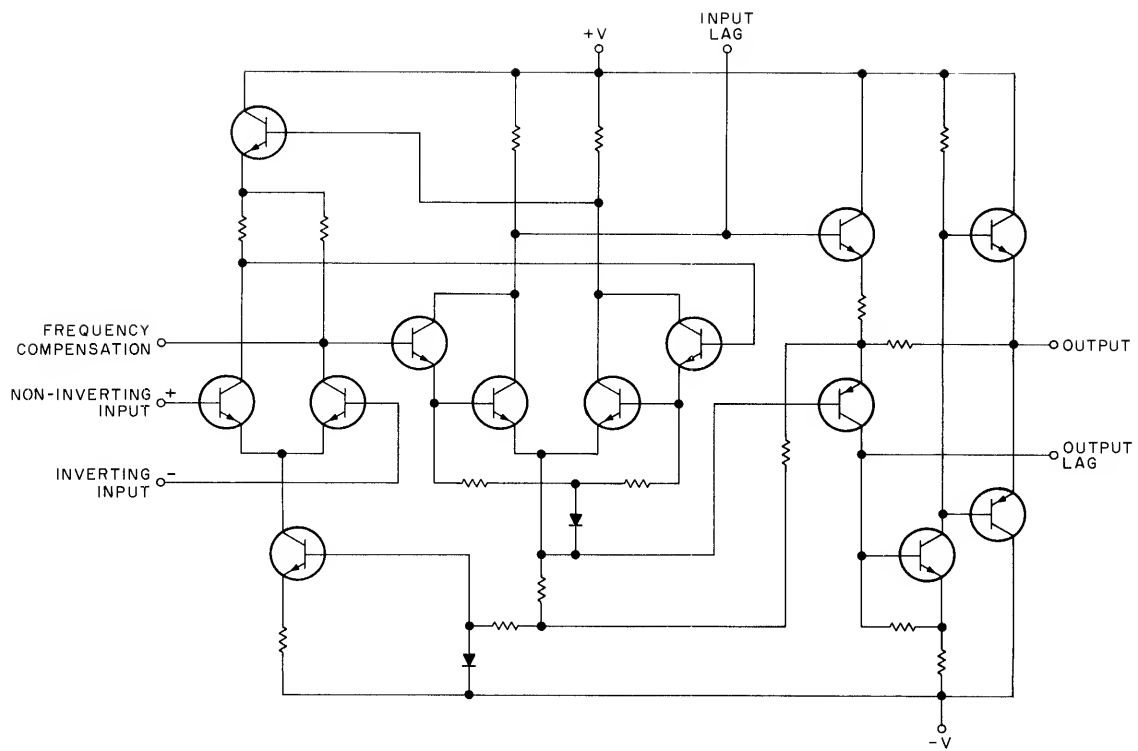 INPUT
LAG
+V
FREQUENCY
COMPENSATION
NON-INVERTING +
INPUT
INVERTING -
INPUT
OUTPUT
OUTPUT
LAG
-V